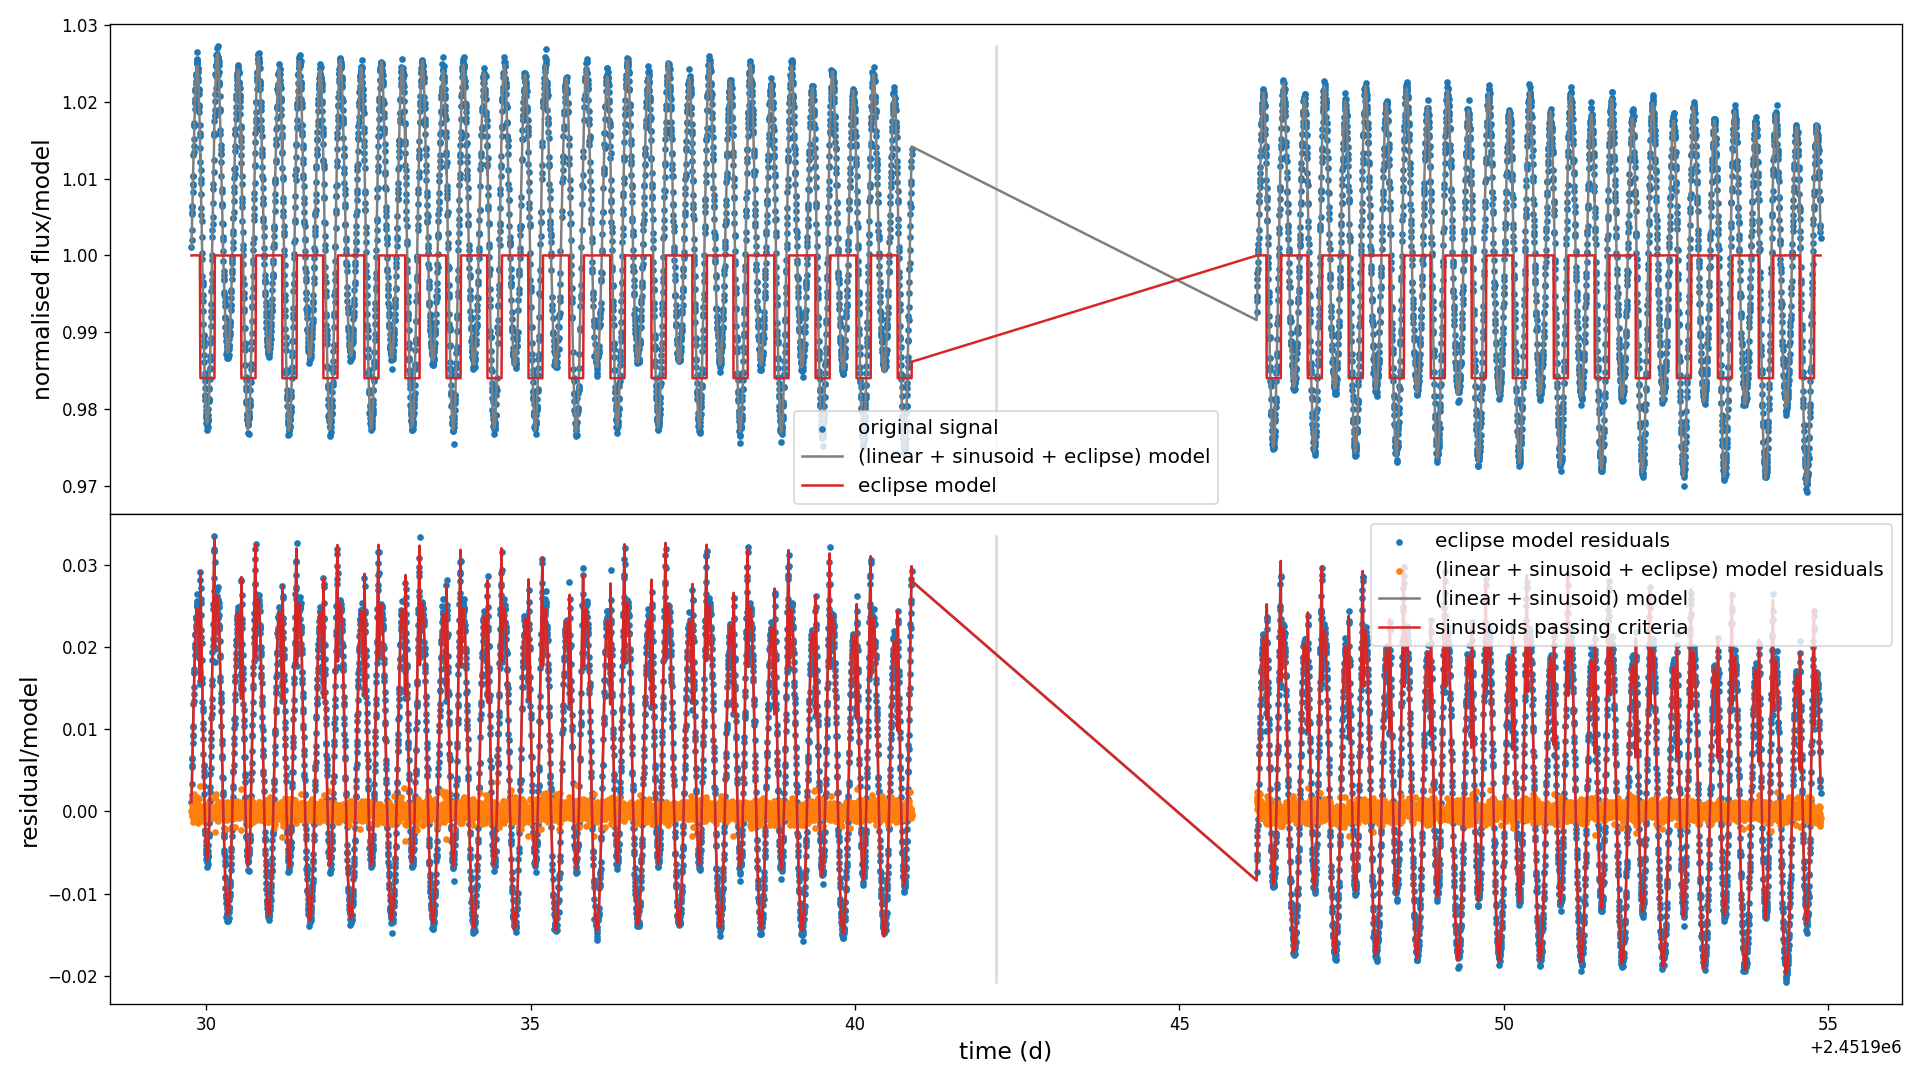 1.03
1.02
1.01
1.00
0.99
0.98
0.97
normalised flux/model
original signal
(linear + sinusoid + eclipse) model
eclipse model
0.03
0.02
0.01
0.00
−0.01
−0.02
residual/model
eclipse model residuals
(linear + sinusoid + eclipse) model residuals
(linear + sinusoid) model
sinusoids passing criteria
30
35
40
45
50
55
+2.4519e6
time (d)